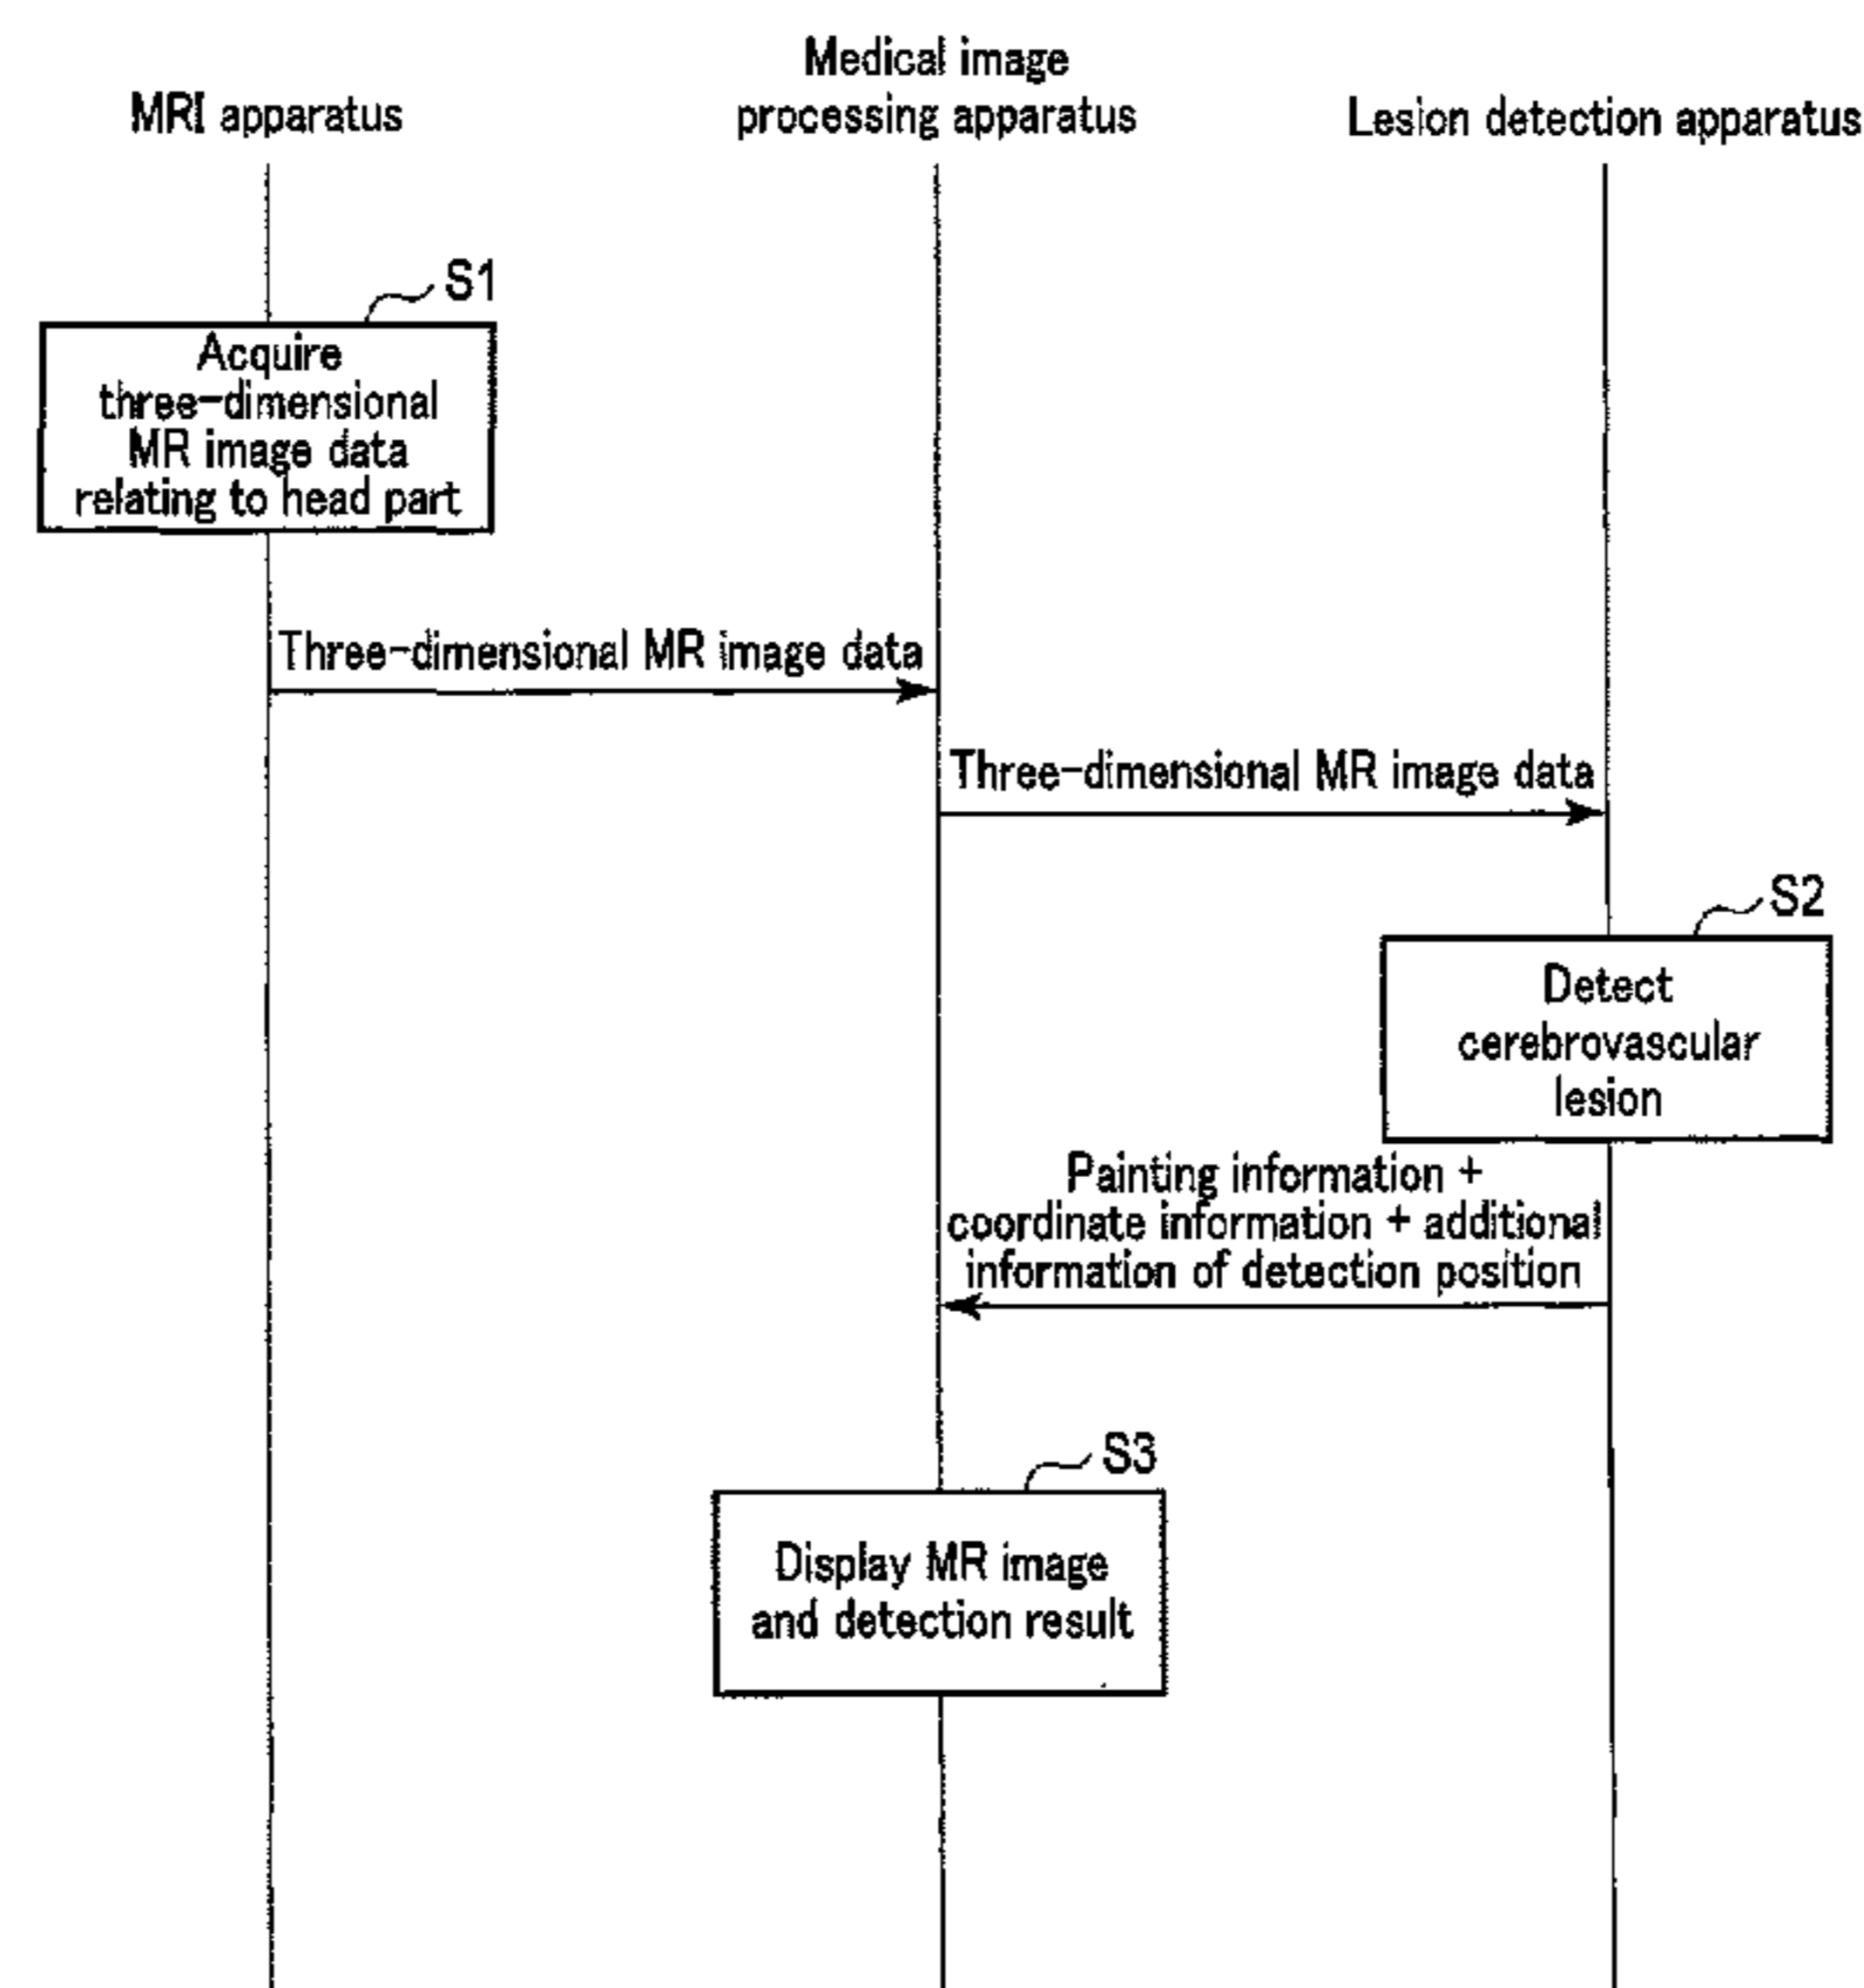 MRI apparatus
Medical image
processing apparatus
Lesion detection apparatus
S1
Acquire
three-dimensional
MR image data
relating to head part
Three-dimensional MR image data
Three-dimensional MR image data
S2
Detect
cerebrovascular
lesion
Painting information +
coordinate information + additional
information of detection position
S3
Display MR image
and detection result